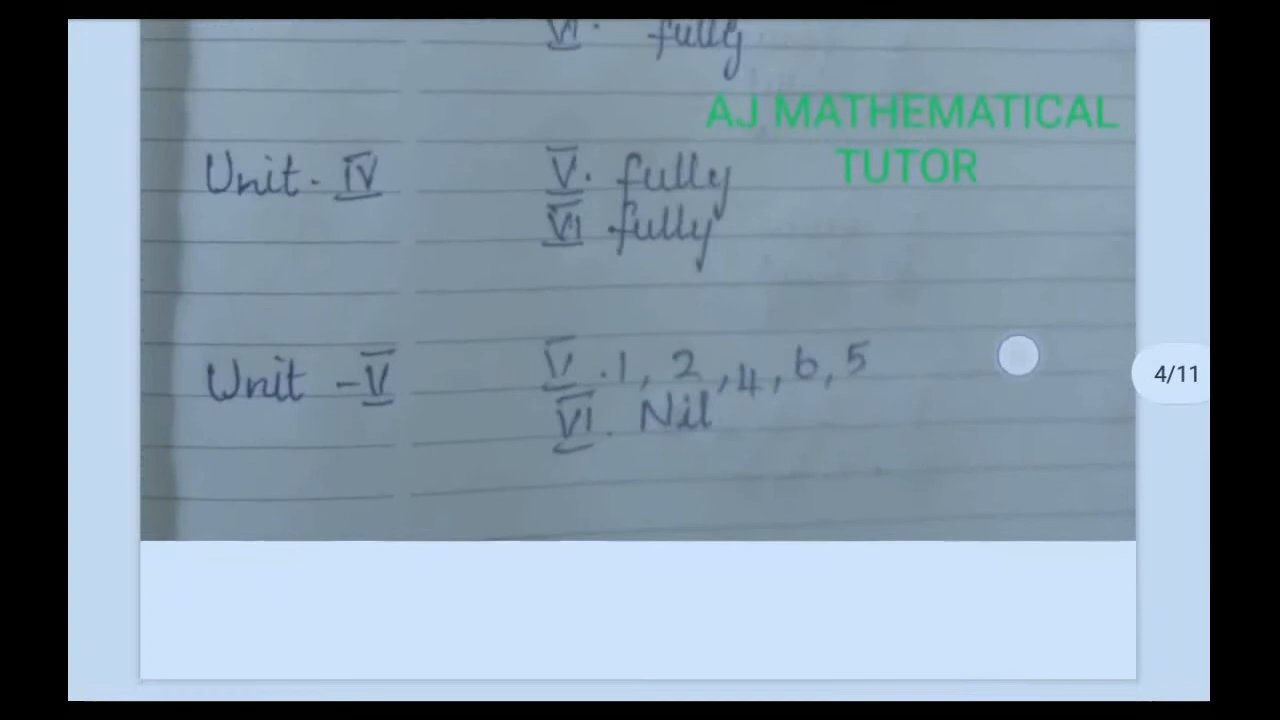 VI. fully
AJ MATHEMATICAL
TUTOR
Unit - IV V. fully
VI. fully
Unit - V V. 1, 2, 4, 6, 5
VI. Nil
4/11